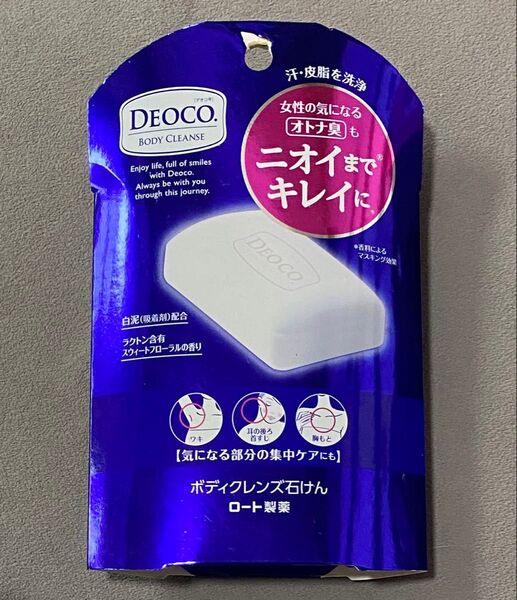 汗・皮脂を洗浄
(デオコ®)
DEOCO.
BODY CLEANSE
Enjoy life, full of smiles
with Deoco.
Always be with you
through this journey.
女性の気になる
オトナ臭も
ニオイまで※
キレイに。
※香料による
マスキング効果
DEOCO.
白泥(吸着剤)配合
ラクトン含有
スウィートフローラルの香り
ワキ
耳の後ろ
首すじ
胸もと
【気になる部分の集中ケアにも】
ボディクレンズ石けん
ロート製薬